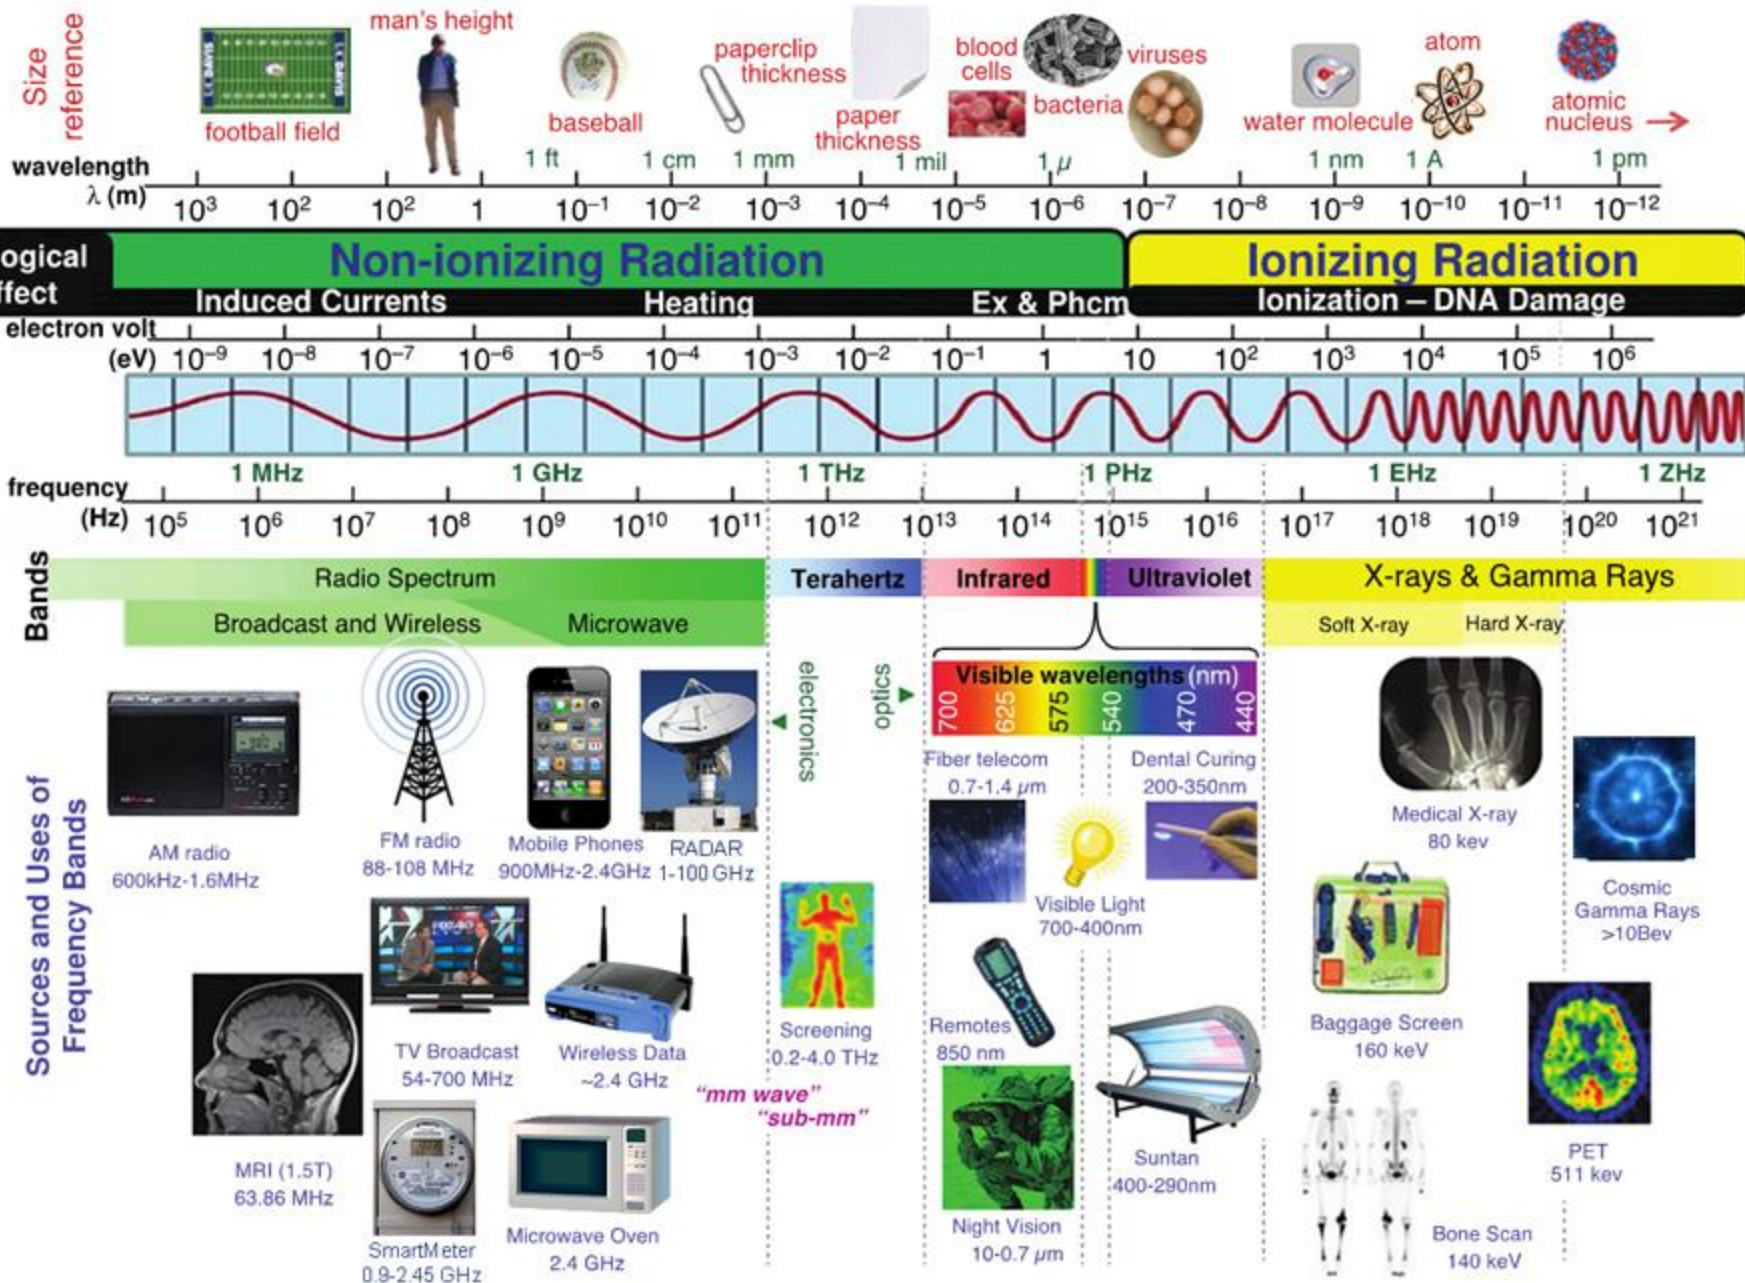 Size
reference
football field
man's height
baseball
paperclip
thickness
paper
thickness
blood
cells
bacteria
viruses
water molecule
atom
atomic
nucleus
wavelength
λ (m)
1 ft 1 cm 1 mm 1 mil 1 µ 1 nm 1 A 1 pm
10³ 10² 10² 1 10⁻¹ 10⁻² 10⁻³ 10⁻⁴ 10⁻⁵ 10⁻⁶ 10⁻⁷ 10⁻⁸ 10⁻⁹ 10⁻¹⁰ 10⁻¹¹ 10⁻¹²
ogical
ffect
Non-ionizing Radiation
Ionizing Radiation
Induced Currents Heating Ex & Phcm Ionization – DNA Damage
electron volt
(eV) 10⁻⁹ 10⁻⁸ 10⁻⁷ 10⁻⁶ 10⁻⁵ 10⁻⁴ 10⁻³ 10⁻² 10⁻¹ 1 10 10² 10³ 10⁴ 10⁵ 10⁶
1 MHz 1 GHz 1 THz 1 PHz 1 EHz 1 ZHz
frequency
(Hz) 10⁵ 10⁶ 10⁷ 10⁸ 10⁹ 10¹⁰ 10¹¹ 10¹² 10¹³ 10¹⁴ 10¹⁵ 10¹⁶ 10¹⁷ 10¹⁸ 10¹⁹ 10²⁰ 10²¹
Bands
Radio Spectrum Terahertz Infrared Ultraviolet X-rays & Gamma Rays
Broadcast and Wireless Microwave Soft X-ray Hard X-ray
electronics
optics
Visible wavelengths (nm)
700 625 575 540 470 440
Sources and Uses of
Frequency Bands
AM radio
600kHz-1.6MHz
FM radio
88-108 MHz
Mobile Phones
900MHz-2.4GHz
RADAR
1-100 GHz
Fiber telecom
0.7-1.4 µm
Dental Curing
200-350nm
Medical X-ray
80 kev
Visible Light
700-400nm
Cosmic
Gamma Rays
>10Bev
MRI (1.5T)
63.86 MHz
TV Broadcast
54-700 MHz
Wireless Data
~2.4 GHz
Screening
0.2-4.0 THz
"mm wave"
"sub-mm"
Remotes
850 nm
Baggage Screen
160 keV
SmartMeter
0.9-2.45 GHz
Microwave Oven
2.4 GHz
Night Vision
10-0.7 µm
Suntan
400-290nm
Bone Scan
140 keV
PET
511 kev